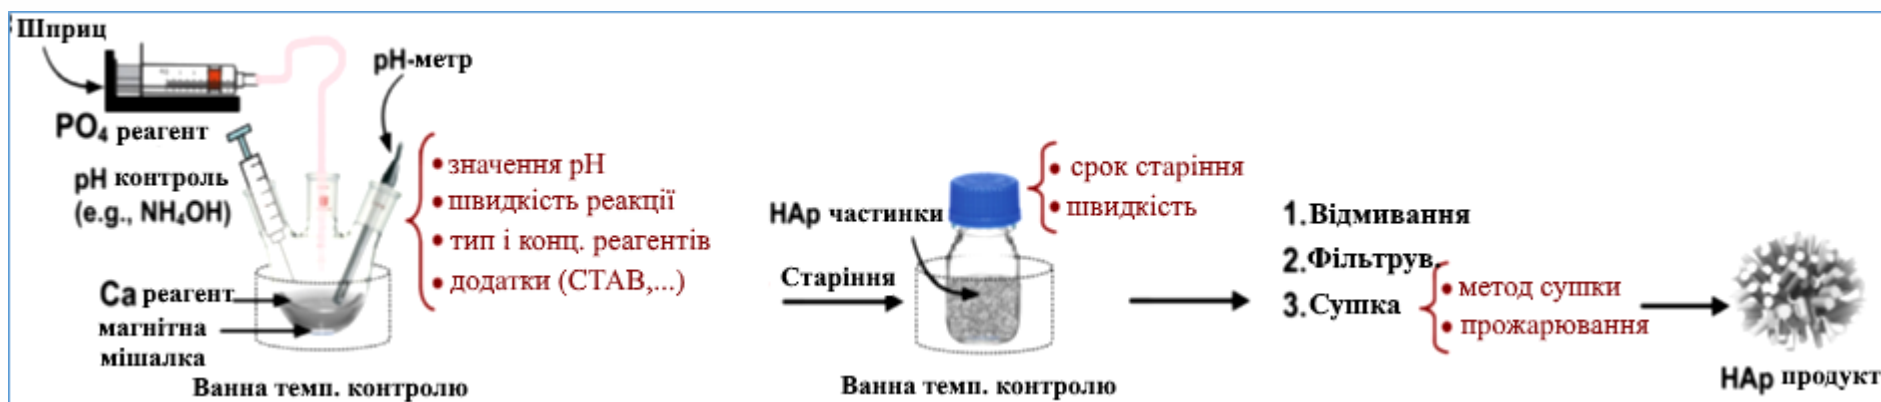 Шприц
pH-метр
PO₄ реагент
pH контроль
(e.g., NH₄OH)
• значення pH
• швидкість реакції
• тип і конц. реагентів
• додатки (СТАВ,...)
Ca реагент
магнітна
мішалка
Ванна темп. контролю
Старіння
HAp частинки
• срок старіння
• швидкість
Ванна темп. контролю
1. Відмивання
2. Фільтрув.
3. Сушка
• метод сушки
• прожарювання
HAp продукт